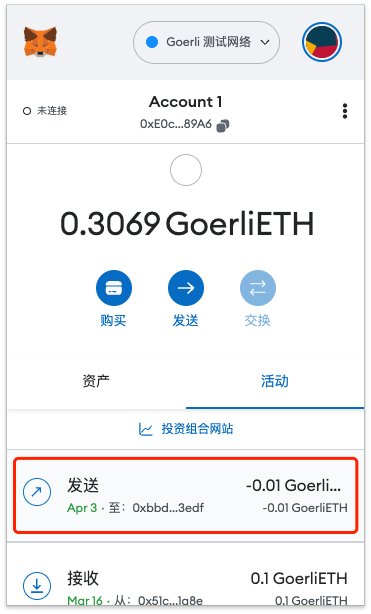 Goerli 测试网络
未连接
Account 1
0xE0c...89A6
0.3069 GoerliETH
购买
发送
交换
资产
活动
投资组合网站
发送
-0.01 Goerli...
Apr 3 · 至: 0xbbd...3edf
-0.01 GoerliETH
接收
0.1 GoerliETH
Mar 16 · 从: 0x51c...1a8e
0.1 GoerliETH